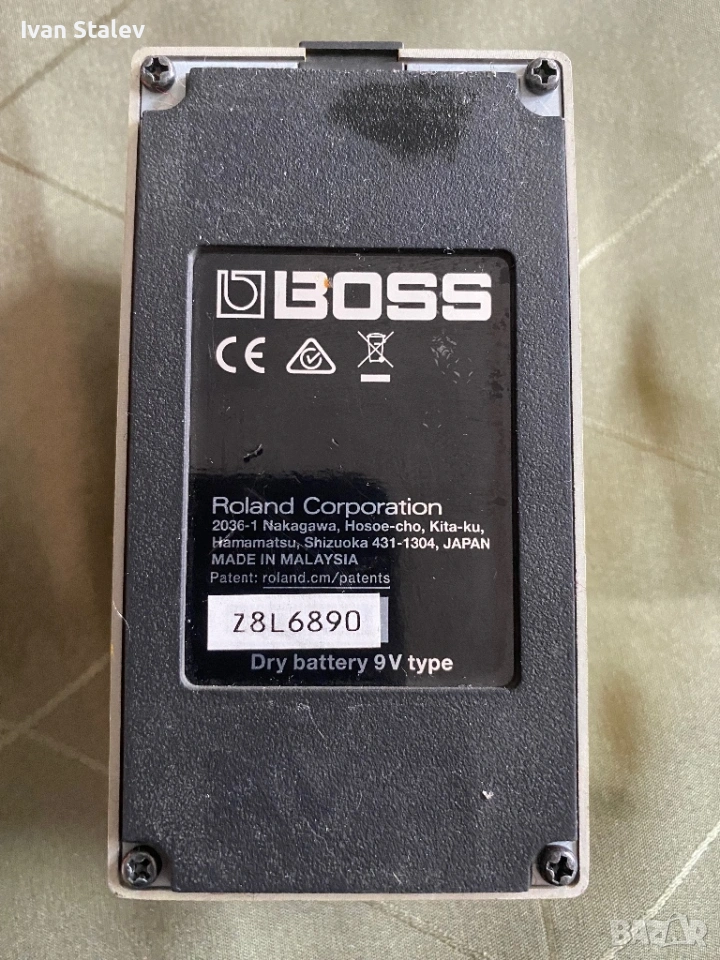 Ivan Stalev
BOSS
CE
Roland Corporation
2036-1 Nakagawa, Hosoe-cho, Kita-ku,
Hamamatsu, Shizuoka 431-1304, JAPAN
MADE IN MALAYSIA
Patent: roland.cm/patents
Z8L6890
Dry battery 9V type
BAZAR